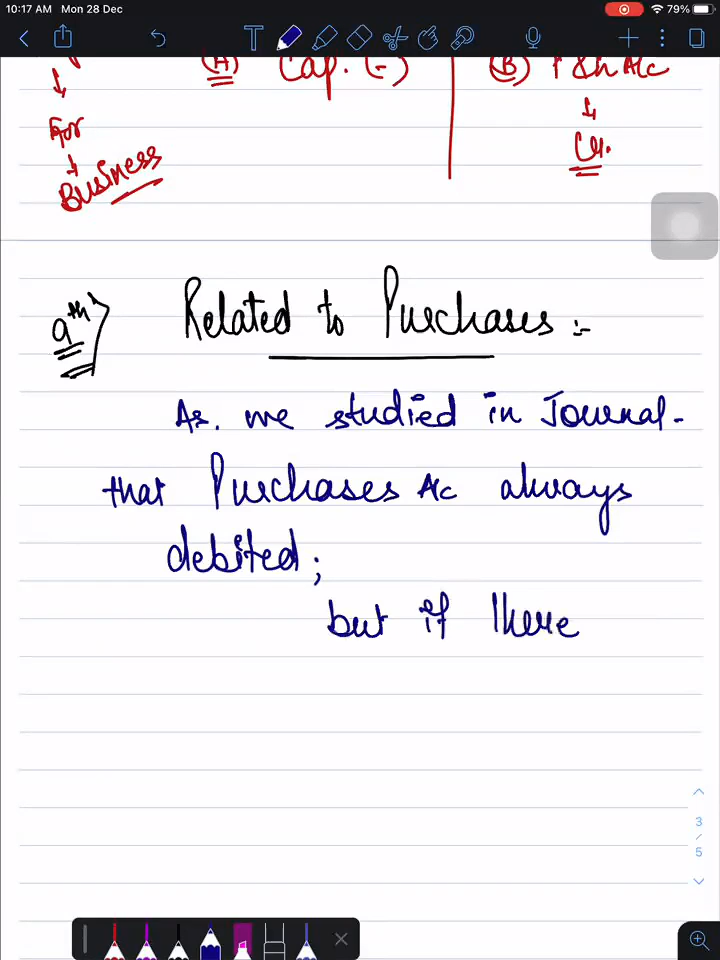 10:17 AM Mon 28 Dec 79%
(A) Cap. (-) (B) P&L A/c
For
Cr.
Business
9th
Related to Purchases :-
As. we studied in Journal -
that Purchases A/c always
debited;
but if there
3
/
5